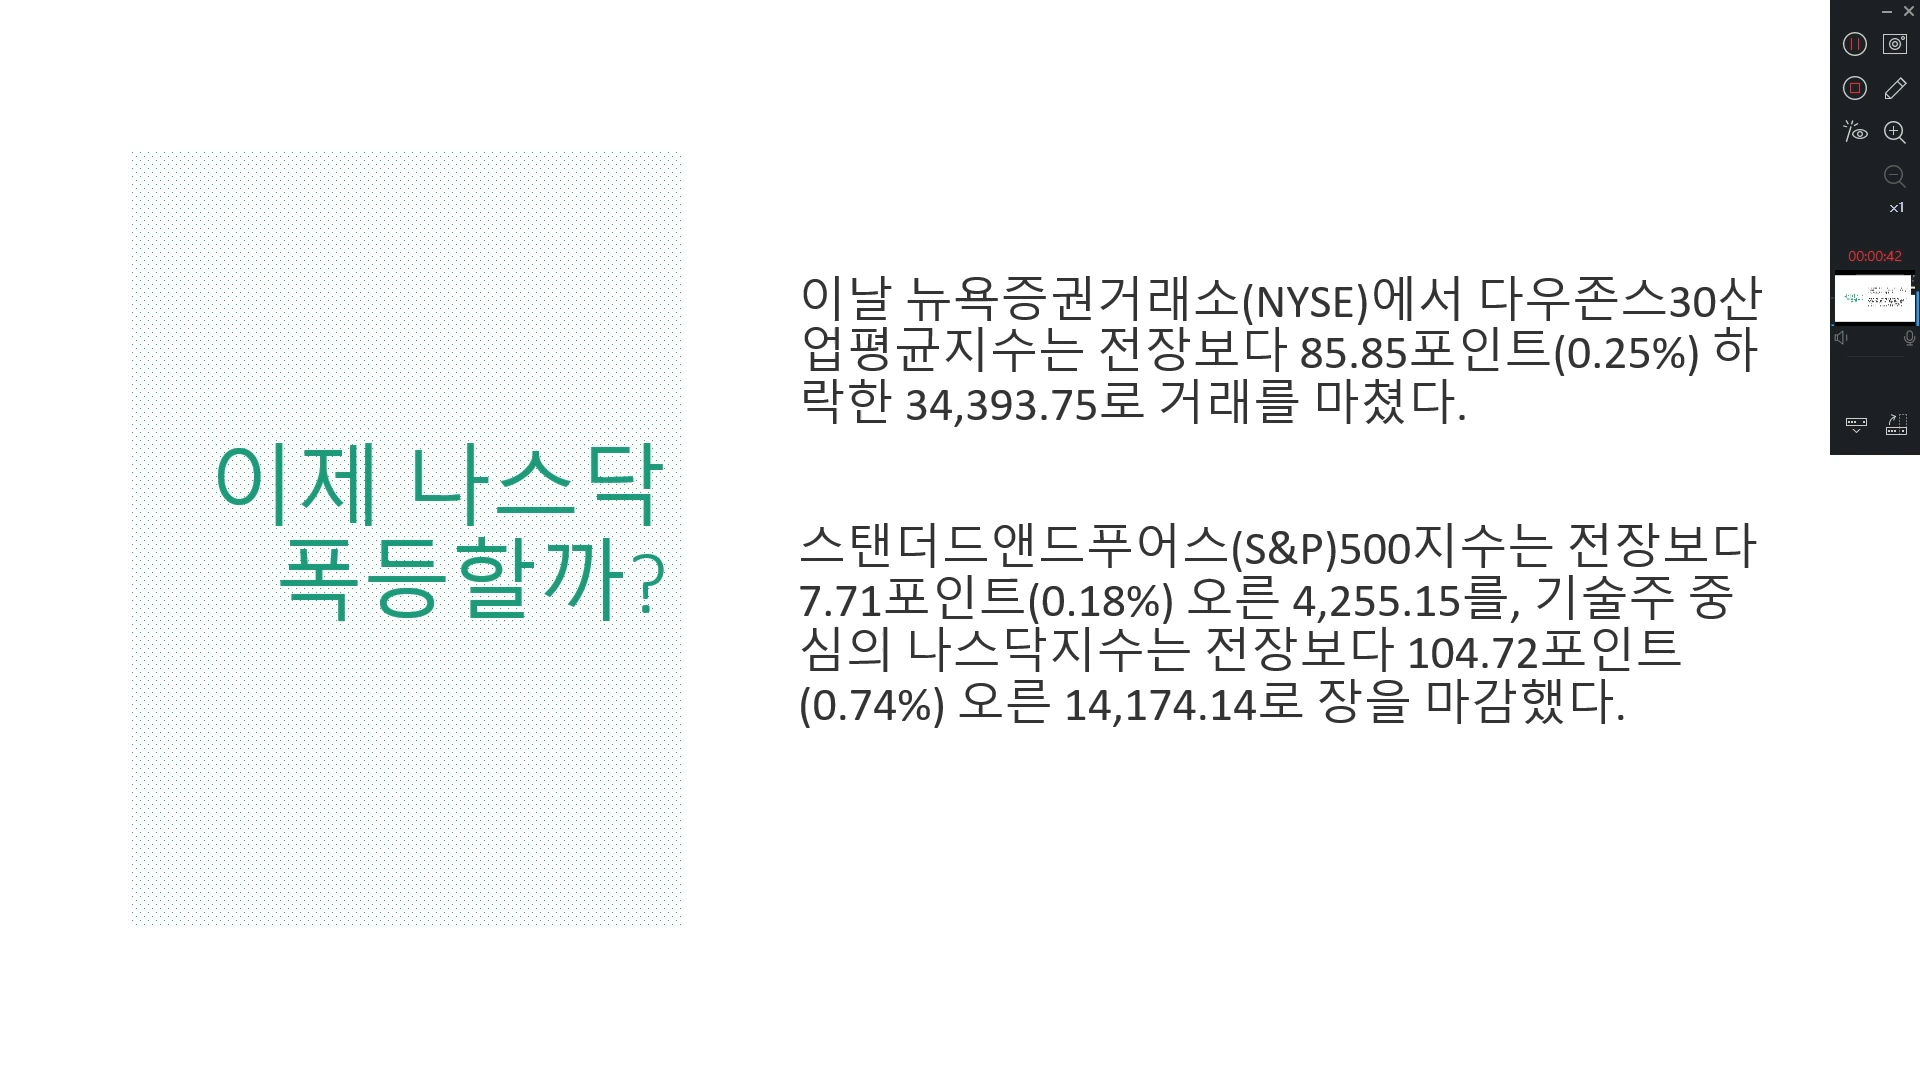 이제 나스닥
폭등할까?
이날 뉴욕증권거래소(NYSE)에서 다우존스30산
업평균지수는 전장보다 85.85포인트(0.25%) 하
락한 34,393.75로 거래를 마쳤다.
스탠더드앤드푸어스(S&P)500지수는 전장보다
7.71포인트(0.18%) 오른 4,255.15를, 기술주 중
심의 나스닥지수는 전장보다 104.72포인트
(0.74%) 오른 14,174.14로 장을 마감했다.
x1
00:00:42